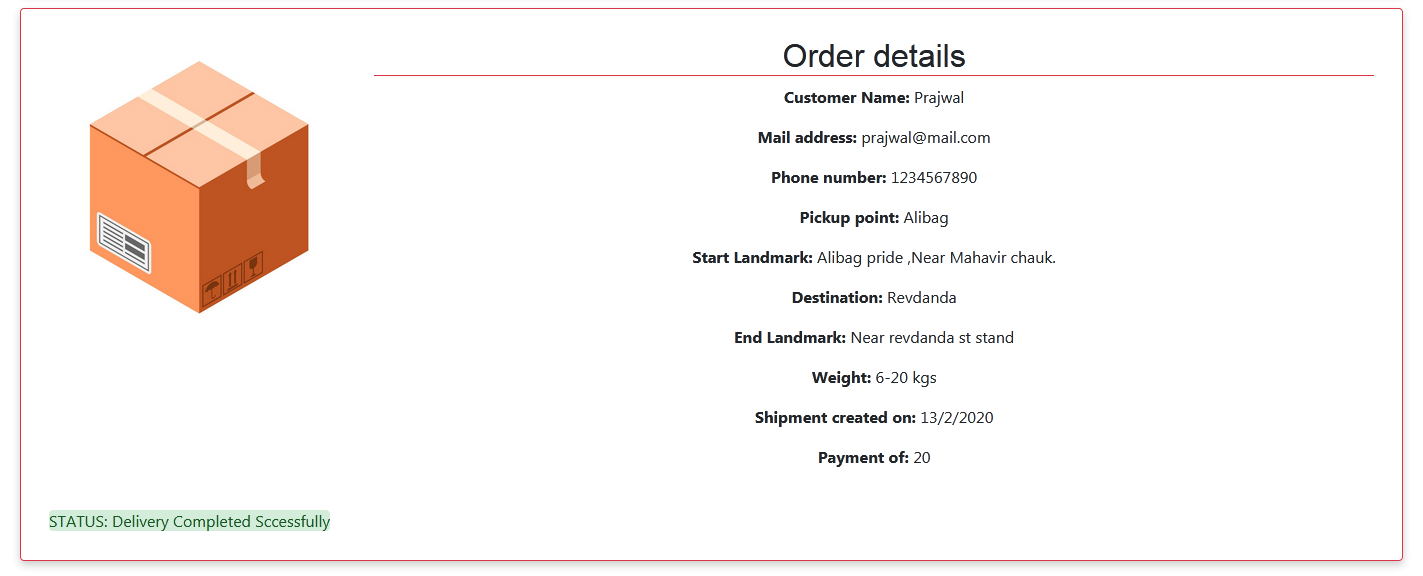 Order details
Customer Name: Prajwal
Mail address: prajwal@mail.com
Phone number: 1234567890
Pickup point: Alibag
Start Landmark: Alibag pride ,Near Mahavir chauk.
Destination: Revdanda
End Landmark: Near revdanda st stand
Weight: 6-20 kgs
Shipment created on: 13/2/2020
Payment of: 20
STATUS: Delivery Completed Sccessfully